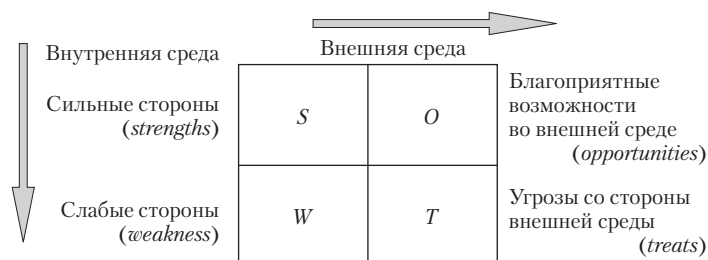 Внутренняя среда
Внешняя среда
Сильные стороны
(strengths)
S
O
Благоприятные
возможности
во внешней среде
(opportunities)
Слабые стороны
(weakness)
W
T
Угрозы со стороны
внешней среды
(treats)